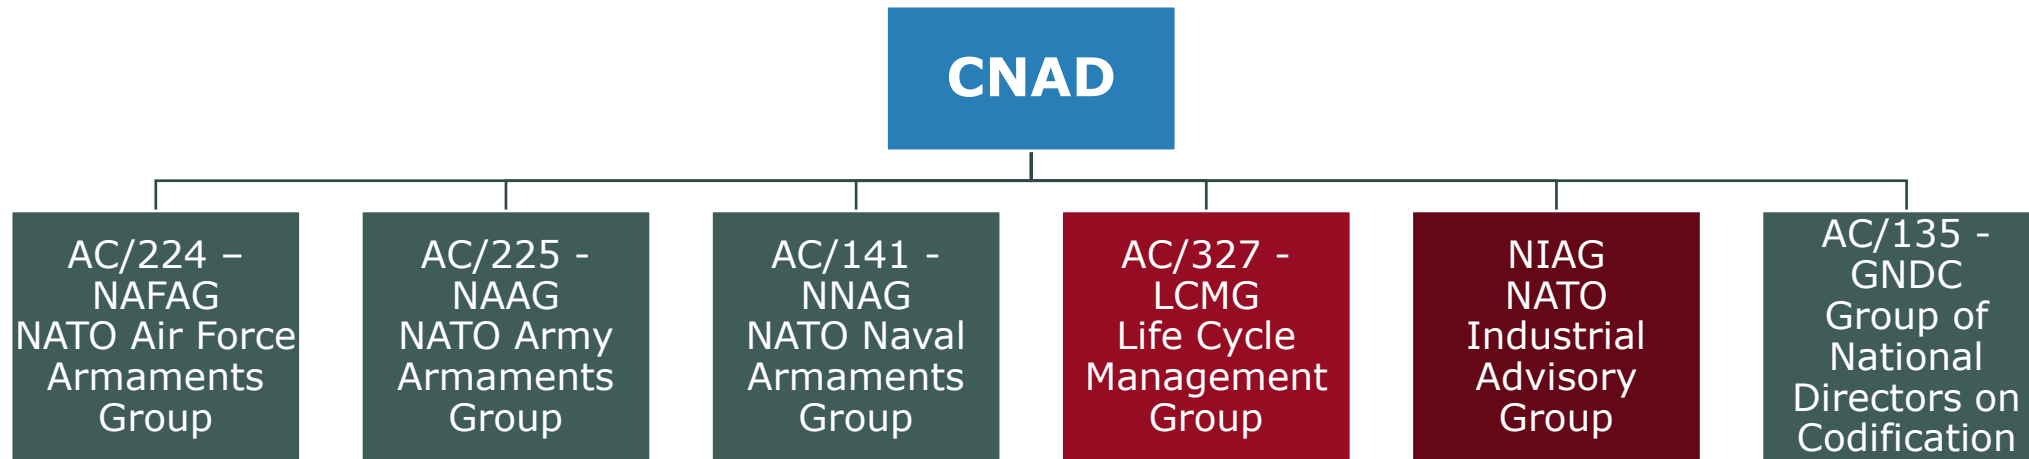 CNAD
AC/224 –
NAFAG
NATO Air Force
Armaments
Group
AC/225 -
NAAG
NATO Army
Armaments
Group
AC/141 -
NNAG
NATO Naval
Armaments
Group
AC/327 -
LCMG
Life Cycle
Management
Group
NIAG
NATO
Industrial
Advisory
Group
AC/135 -
GNDC
Group of
National
Directors on
Codification